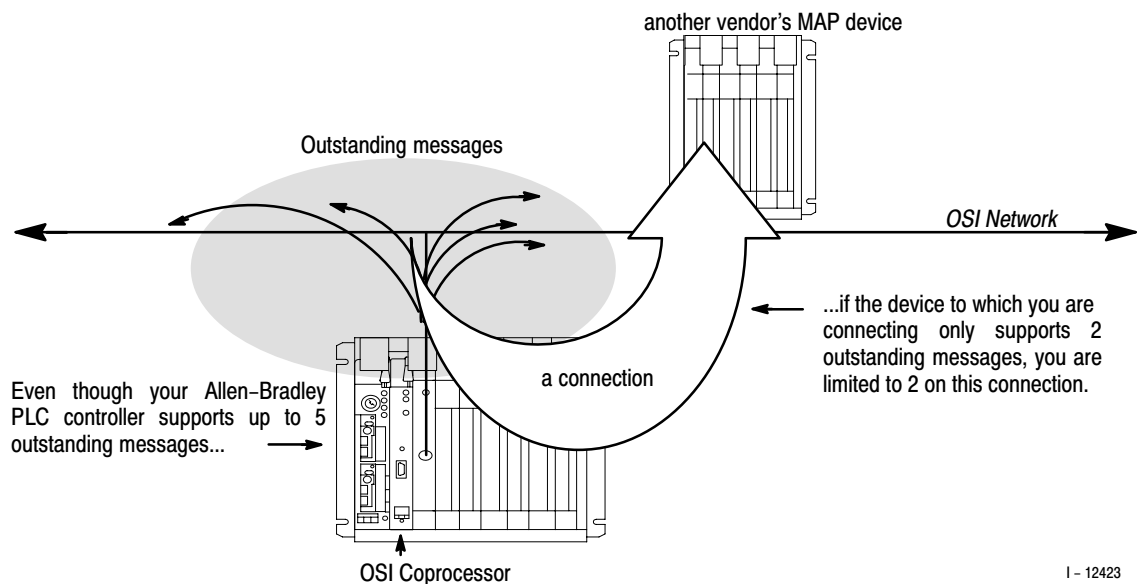 another vendor's MAP device
Outstanding messages
OSI Network
...if the device to which you are
connecting only supports 2
outstanding messages, you are
limited to 2 on this connection.
a connection
Even though your Allen–Bradley
PLC controller supports up to 5
outstanding messages...
OSI Coprocessor
I – 12423